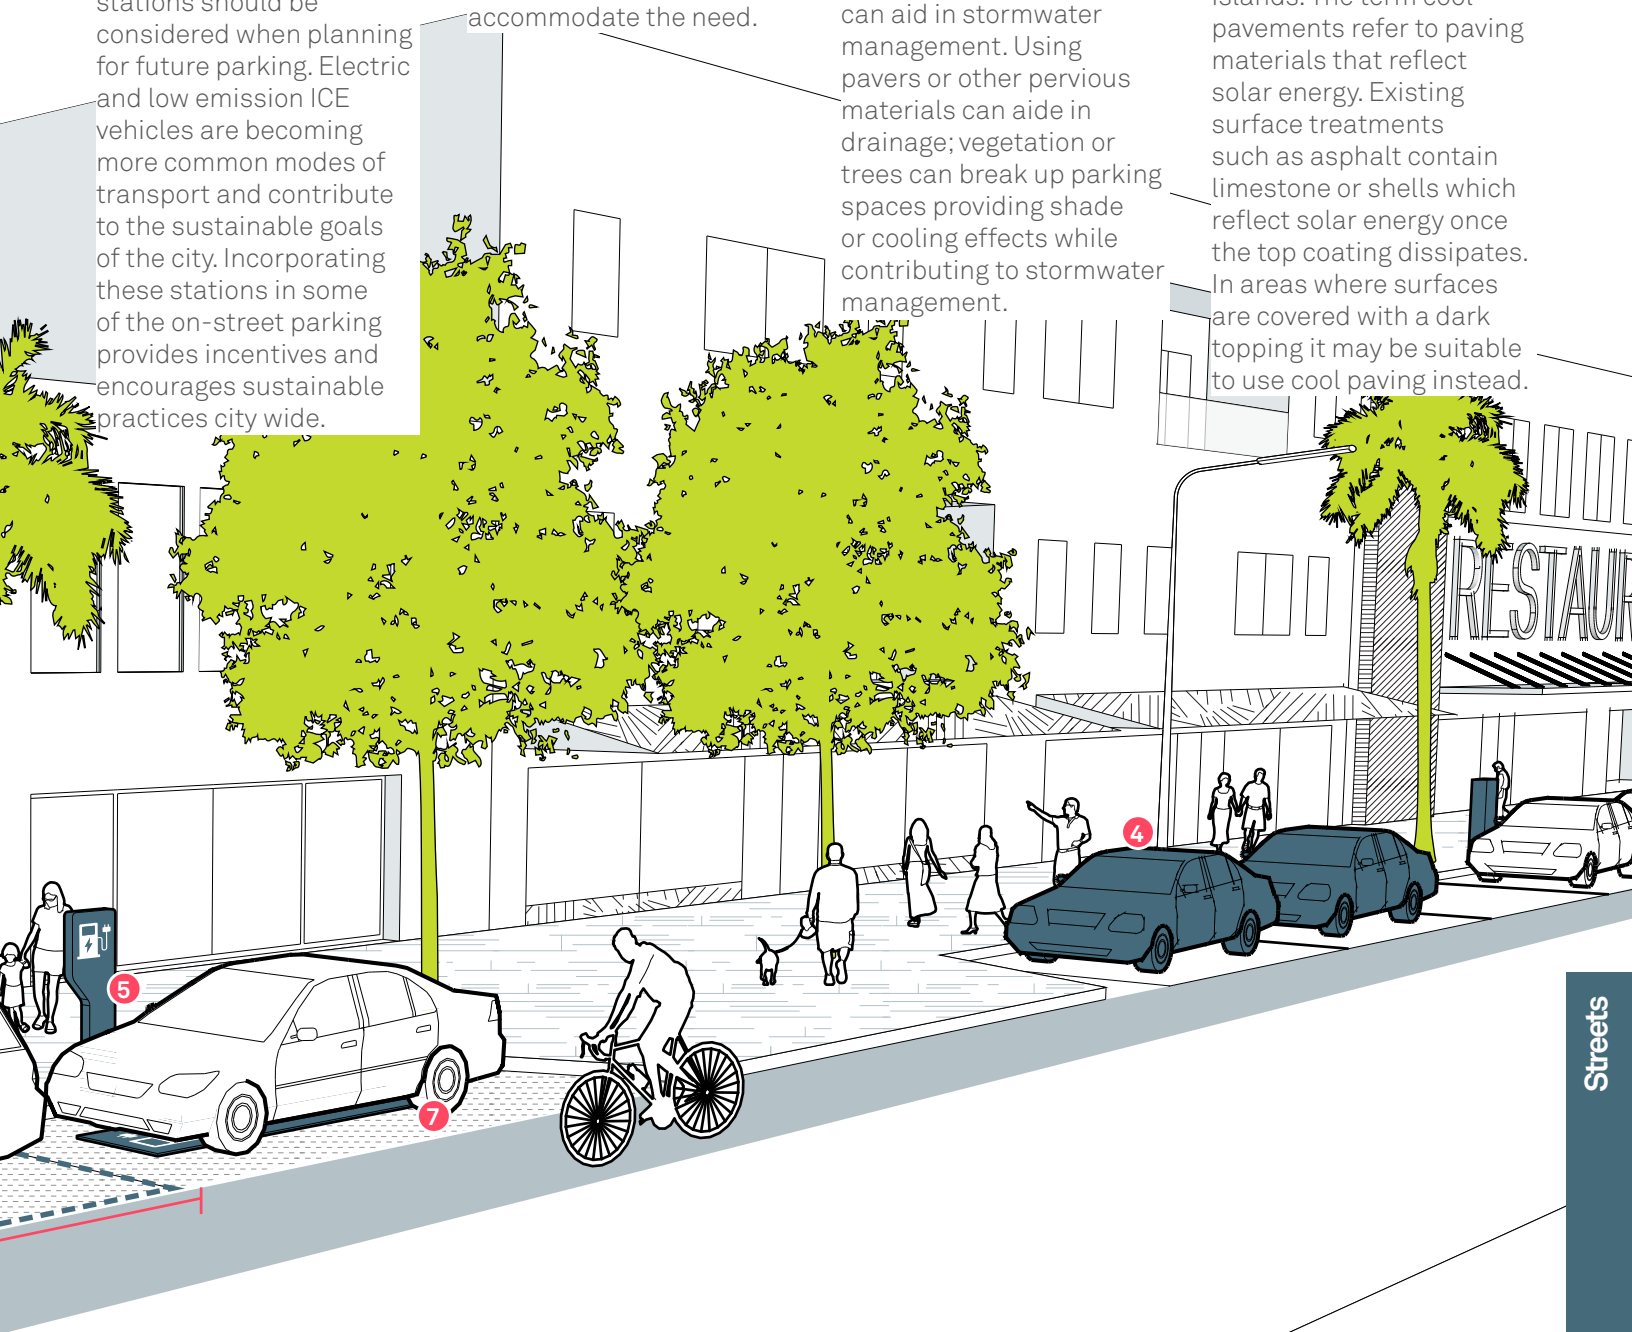 stations should be
considered when planning
for future parking. Electric
and low emission ICE
vehicles are becoming
more common modes of
transport and contribute
to the sustainable goals
of the city. Incorporating
these stations in some
of the on-street parking
provides incentives and
encourages sustainable
practices city wide.
accommodate the need.
can aid in stormwater
management. Using
pavers or other pervious
materials can aide in
drainage; vegetation or
trees can break up parking
spaces providing shade
or cooling effects while
contributing to stormwater
management.
islands. The term cool
pavements refer to paving
materials that reflect
solar energy. Existing
surface treatments
such as asphalt contain
limestone or shells which
reflect solar energy once
the top coating dissipates.
In areas where surfaces
are covered with a dark
topping it may be suitable
to use cool paving instead.
RESTAUR
4
5
7
Streets